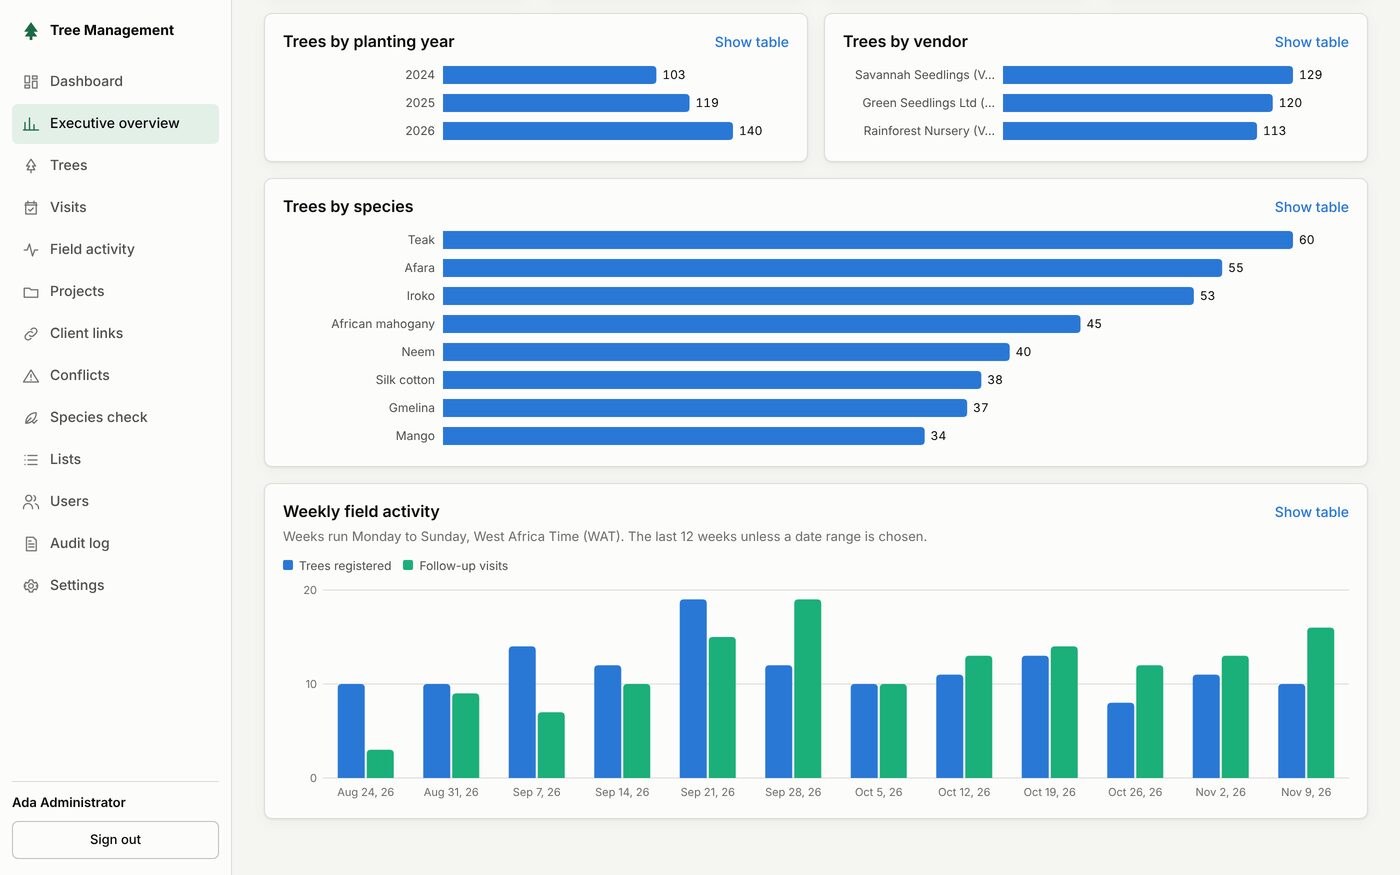 Tree Management
Dashboard
Executive overview
Trees
Visits
Field activity
Projects
Client links
Conflicts
Species check
Lists
Users
Audit log
Settings
Ada Administrator
Sign out
Trees by planting year
Show table
2024 103
2025 119
2026 140
Trees by vendor
Show table
Savannah Seedlings (V... 129
Green Seedlings Ltd (... 120
Rainforest Nursery (V... 113
Trees by species
Show table
Teak 60
Afara 55
Iroko 53
African mahogany 45
Neem 40
Silk cotton 38
Gmelina 37
Mango 34
Weekly field activity
Show table
Weeks run Monday to Sunday, West Africa Time (WAT). The last 12 weeks unless a date range is chosen.
Trees registered Follow-up visits
20
10
0
Aug 24, 26 Aug 31, 26 Sep 7, 26 Sep 14, 26 Sep 21, 26 Sep 28, 26 Oct 5, 26 Oct 12, 26 Oct 19, 26 Oct 26, 26 Nov 2, 26 Nov 9, 26